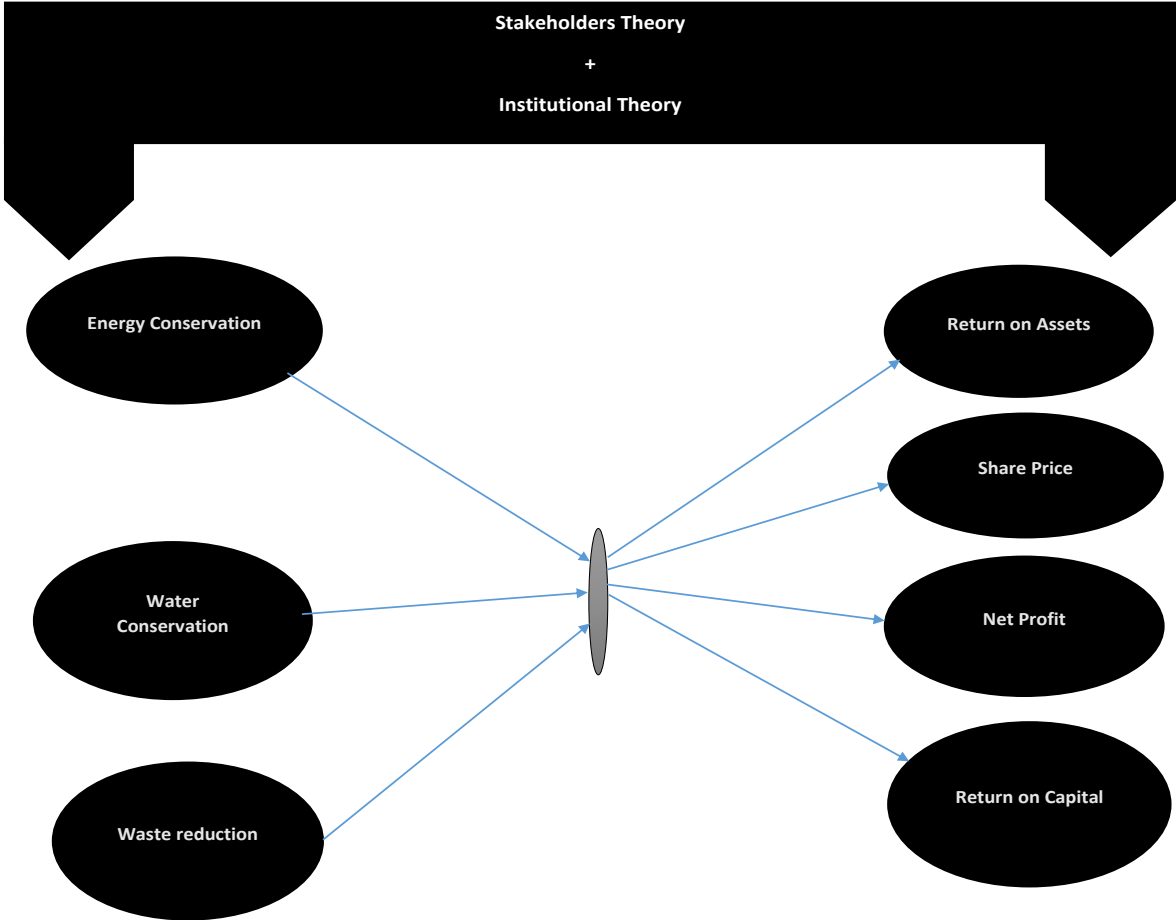 Stakeholders Theory
+
Institutional Theory
Energy Conservation
Return on Assets
Share Price
Water
Conservation
Net Profit
Waste reduction
Return on Capital